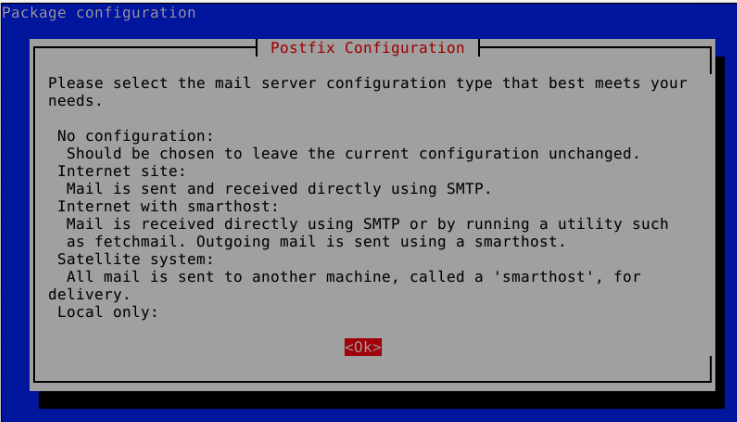 Package configuration
Postfix Configuration
Please select the mail server configuration type that best meets your
needs.
No configuration:
Should be chosen to leave the current configuration unchanged.
Internet site:
Mail is sent and received directly using SMTP.
Internet with smarthost:
Mail is received directly using SMTP or by running a utility such
as fetchmail. Outgoing mail is sent using a smarthost.
Satellite system:
All mail is sent to another machine, called a 'smarthost', for
delivery.
Local only:
<Ok>